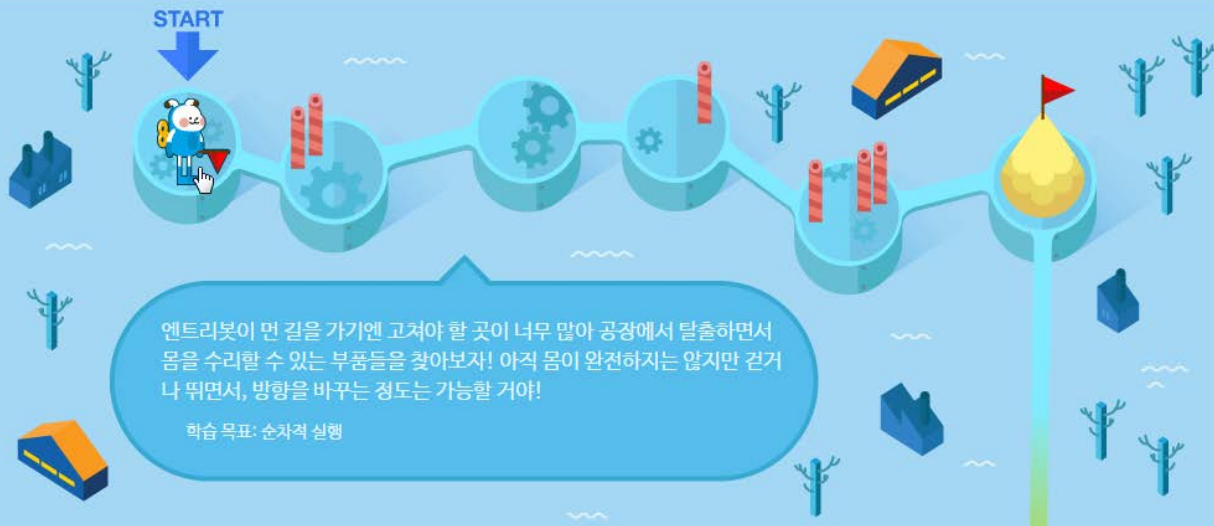 START
엔트리봇이 먼 길을 가기엔 고쳐야 할 곳이 너무 많아 공장에서 탈출하면서
몸을 수리할 수 있는 부품들을 찾아보자! 아직 몸이 완전하지는 않지만 걷거
나 뛰면서, 방향을 바꾸는 정도는 가능할 거야!
학습 목표: 순차적 실행